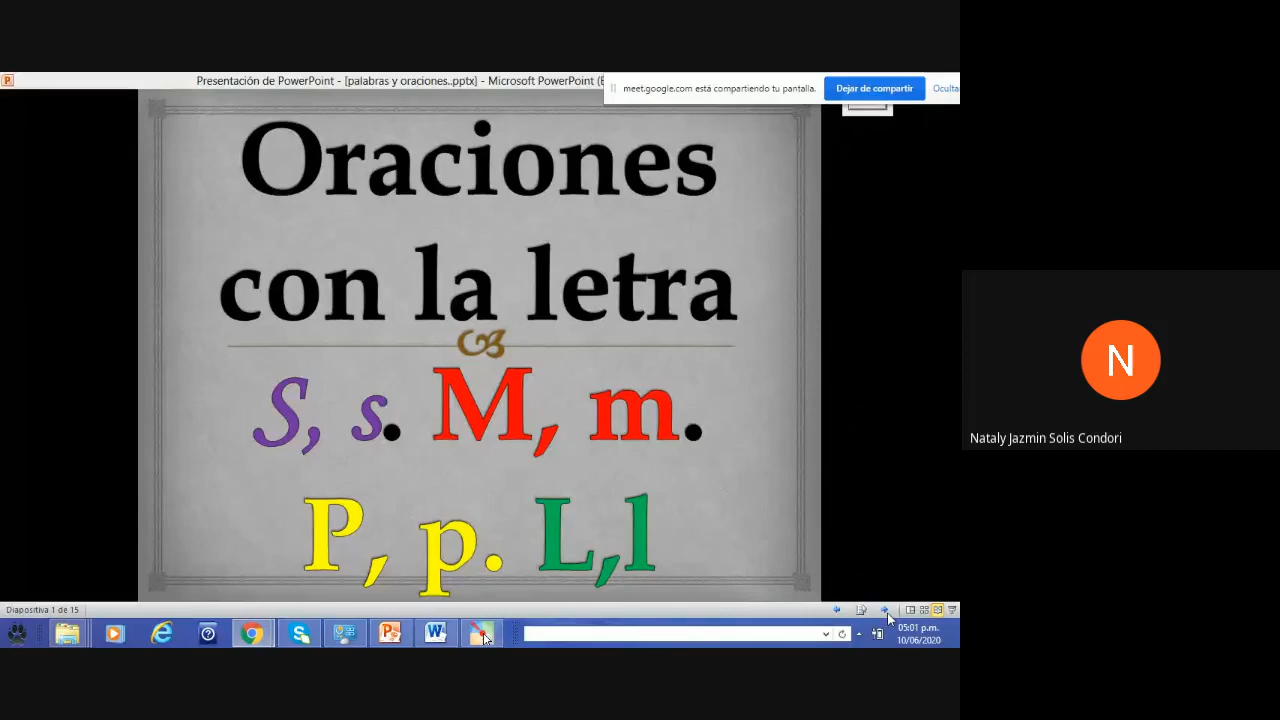 Presentación de PowerPoint - [palabras y oraciones..pptx] - Microsoft PowerPoint (E
meet.google.com está compartiendo tu pantalla.
Dejar de compartir
Oculta
Oraciones
con la letra
S, s. M, m.
P, p. L,l
N
Nataly Jazmin Solis Condori
Diapositiva 1 de 15
05:01 p.m.
10/06/2020